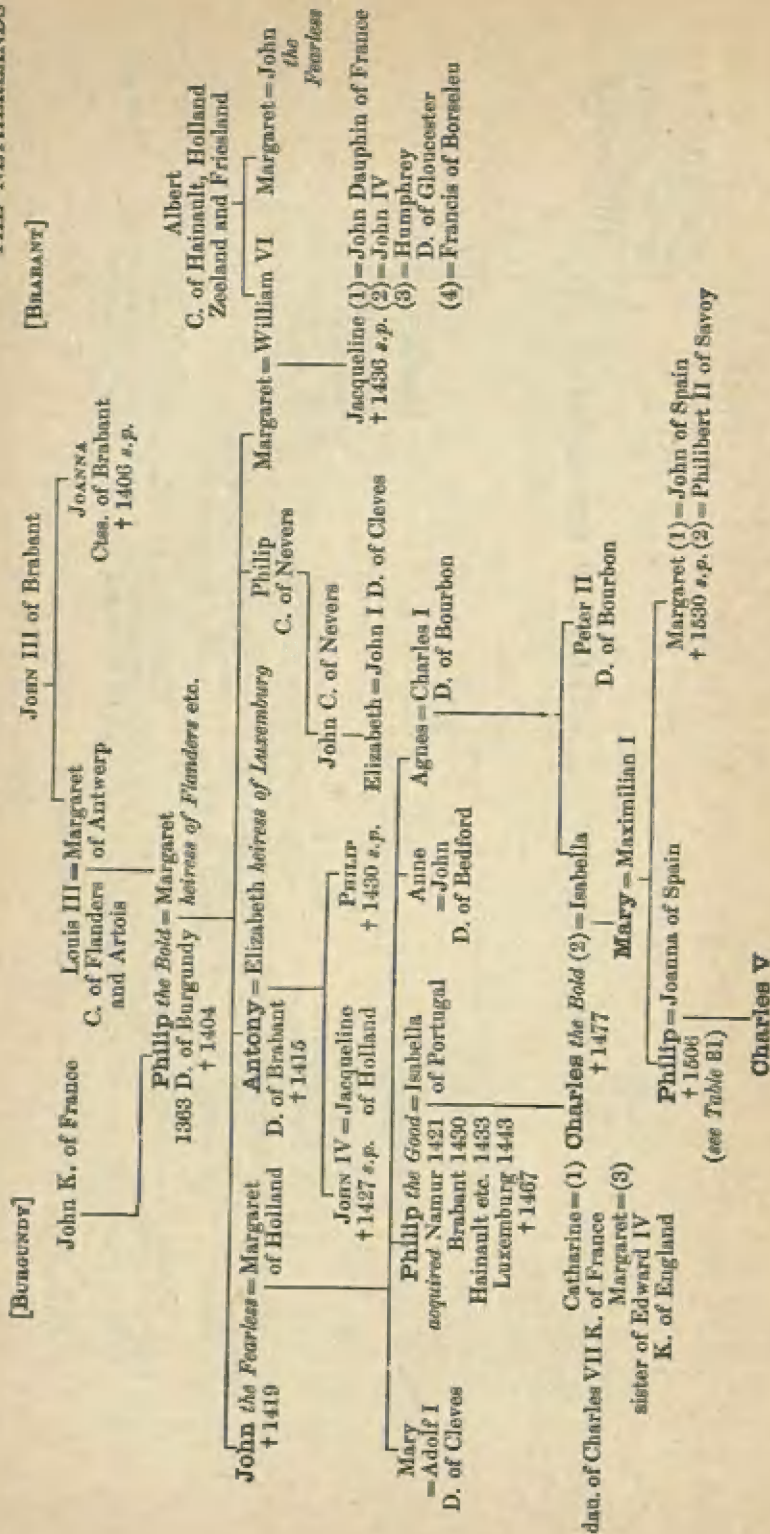 THE NETHERLANDS
[BURGUNDY]
[BRABANT]
John K. of France
JOHN III of Brabant
Louis III = Margaret
C. of Flanders of Antwerp
and Artois
JOANNA
Ctss. of Brabant
† 1406 s.p.
Philip the Bold = Margaret
1363 D. of Burgundy heiress of Flanders etc.
† 1404
Albert
C. of Hainault, Holland
Zeeland and Friesland
John the Fearless = Margaret
† 1419 of Holland
Antony = Elizabeth heiress of Luxemburg
D. of Brabant
† 1415
Philip
C. of Nevers
Margaret = William VI
Margaret = John
the
Fearless
JOHN IV = Jacqueline
† 1427 s.p. of Holland
PHILIP
† 1430 s.p.
John C. of Nevers
Elizabeth = John I D. of Cleves
Jacqueline (1) = John Dauphin of France
† 1436 s.p. (2) = John IV
(3) = Humphrey
D. of Gloucester
(4) = Francis of Borseleu
Mary
= Adolf I
D. of Cleves
Philip the Good = Isabella
acquired Namur 1421 of Portugal
Brabant 1430
Hainault etc. 1433
Luxemburg 1443
† 1467
Anne
= John
D. of Bedford
Agnes = Charles I
D. of Bourbon
Catharine = (1) Charles the Bold (2) = Isabella
dau. of Charles VII K. of France † 1477
Margaret = (3)
sister of Edward IV
K. of England
Peter II
D. of Bourbon
Mary = Maximilian I
Philip = Joanna of Spain
† 1506
(see Table 81)
Margaret (1) = John of Spain
† 1530 s.p. (2) = Philibert II of Savoy
Charles V